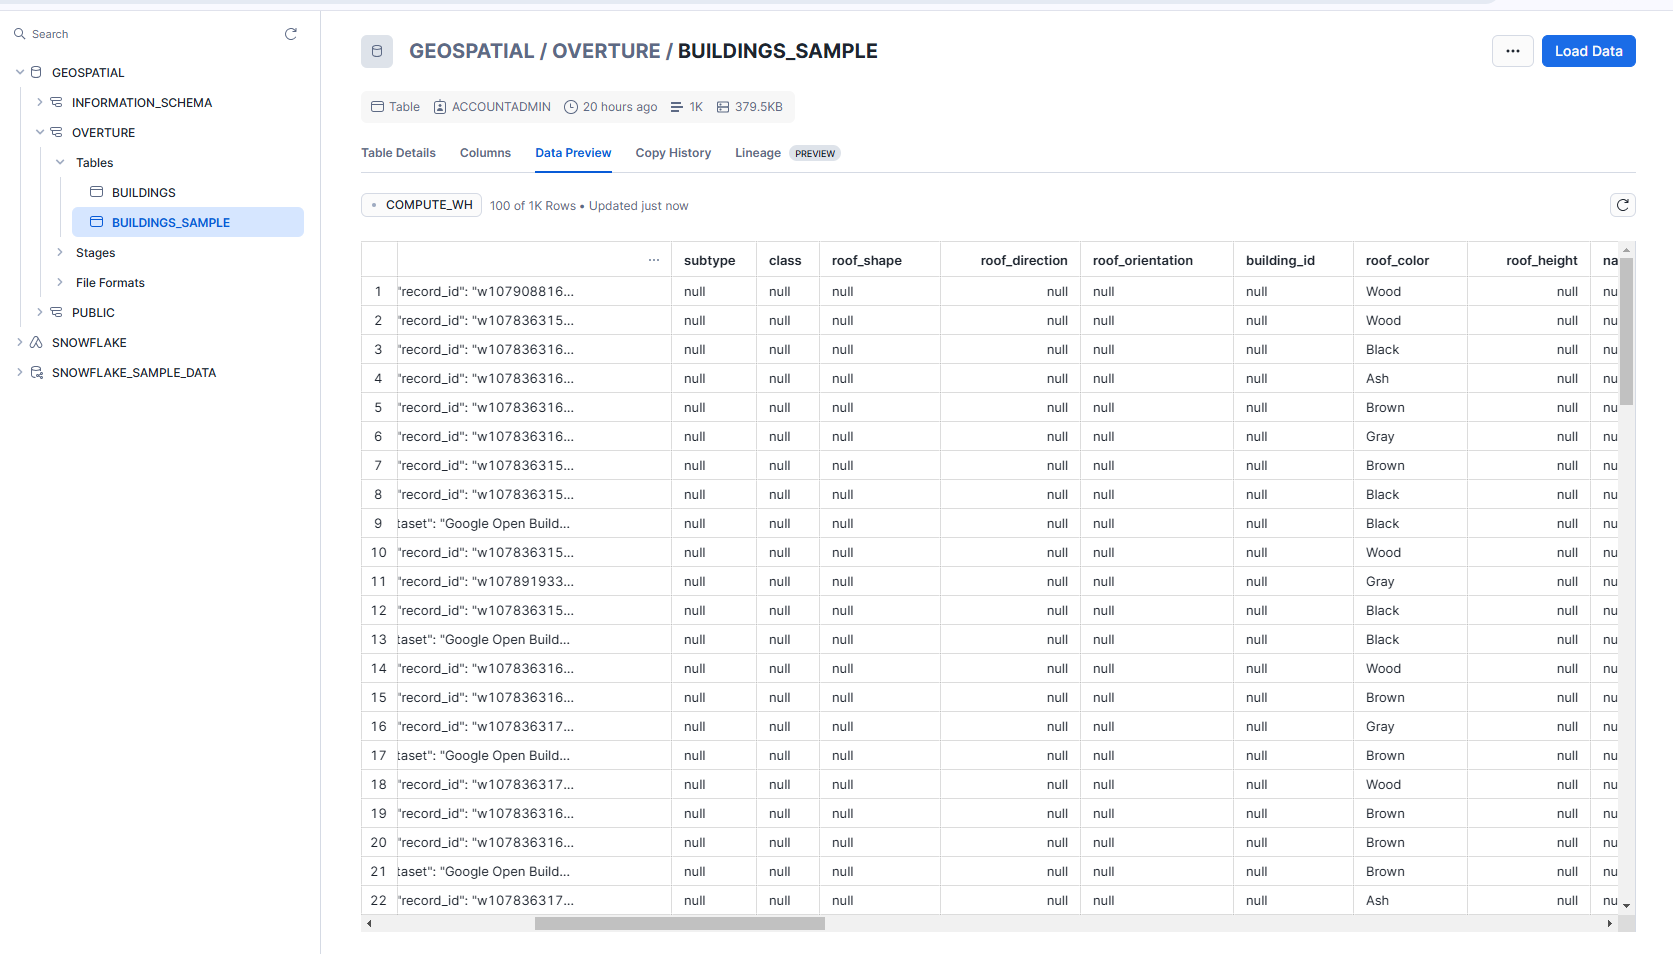 Search
GEOSPATIAL
INFORMATION_SCHEMA
OVERTURE
Tables
BUILDINGS
BUILDINGS_SAMPLE
Stages
File Formats
PUBLIC
SNOWFLAKE
SNOWFLAKE_SAMPLE_DATA
GEOSPATIAL / OVERTURE / BUILDINGS_SAMPLE
... Load Data
Table ACCOUNTADMIN 20 hours ago 1K 379.5KB
Table Details Columns Data Preview Copy History Lineage PREVIEW
COMPUTE_WH 100 of 1K Rows • Updated just now
... subtype class roof_shape roof_direction roof_orientation building_id roof_color roof_height na
1 "record_id": "w107908816... null null null null null null Wood null nu
2 "record_id": "w107836315... null null null null null null Wood null nu
3 "record_id": "w107836316... null null null null null null Black null nu
4 "record_id": "w107836316... null null null null null null Ash null nu
5 "record_id": "w107836316... null null null null null null Brown null nu
6 "record_id": "w107836316... null null null null null null Gray null nu
7 "record_id": "w107836315... null null null null null null Brown null nu
8 "record_id": "w107836315... null null null null null null Black null nu
9 taset": "Google Open Build... null null null null null null Black null nu
10 "record_id": "w107836315... null null null null null null Wood null nu
11 "record_id": "w107891933... null null null null null null Gray null nu
12 "record_id": "w107836315... null null null null null null Black null nu
13 taset": "Google Open Build... null null null null null null Black null nu
14 "record_id": "w107836316... null null null null null null Wood null nu
15 "record_id": "w107836316... null null null null null null Brown null nu
16 "record_id": "w107836317... null null null null null null Gray null nu
17 taset": "Google Open Build... null null null null null null Brown null nu
18 "record_id": "w107836317... null null null null null null Wood null nu
19 "record_id": "w107836316... null null null null null null Brown null nu
20 "record_id": "w107836316... null null null null null null Brown null nu
21 taset": "Google Open Build... null null null null null null Brown null nu
22 "record_id": "w107836317... null null null null null null Ash null nu